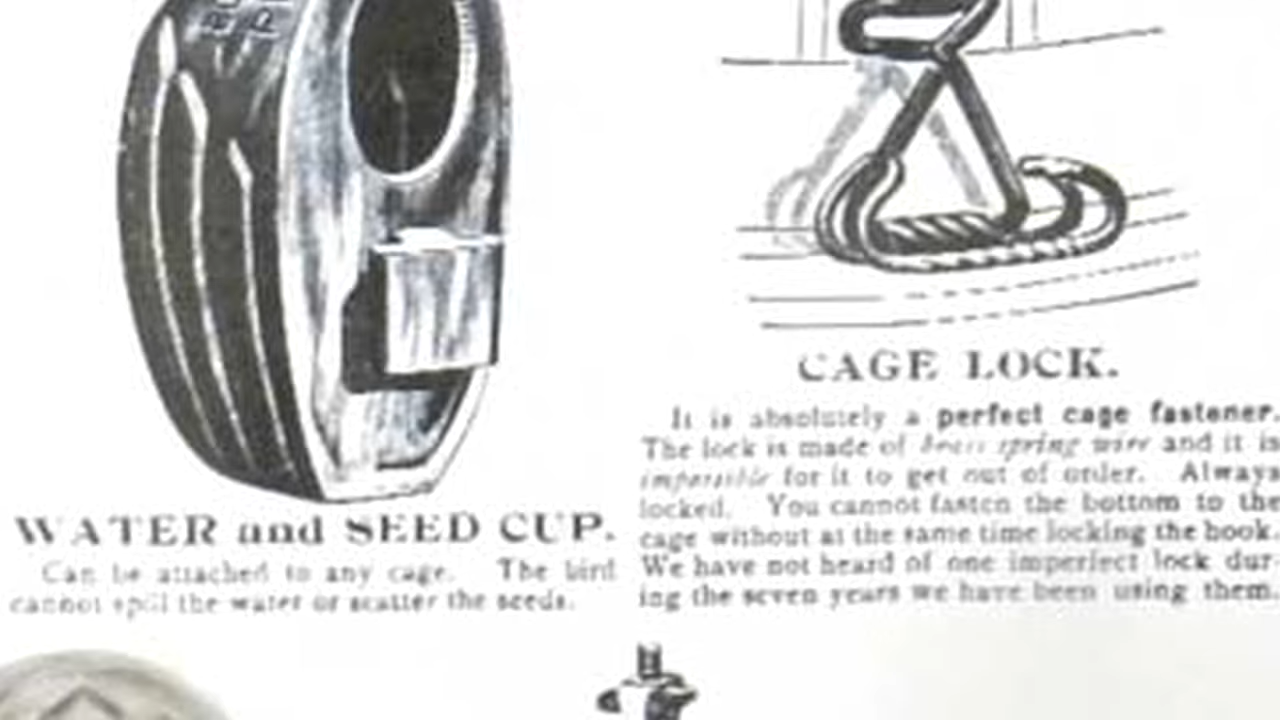 WATER and SEED CUP.
Can be attached to any cage. The bird
cannot spill the water or scatter the seeds.
CAGE LOCK.
It is absolutely a perfect cage fastener.
The lock is made of brass spring wire and it is
impossible for it to get out of order. Always
locked. You cannot fasten the bottom to the
cage without at the same time locking the hook.
We have not heard of one imperfect lock dur-
ing the seven years we have been using them.